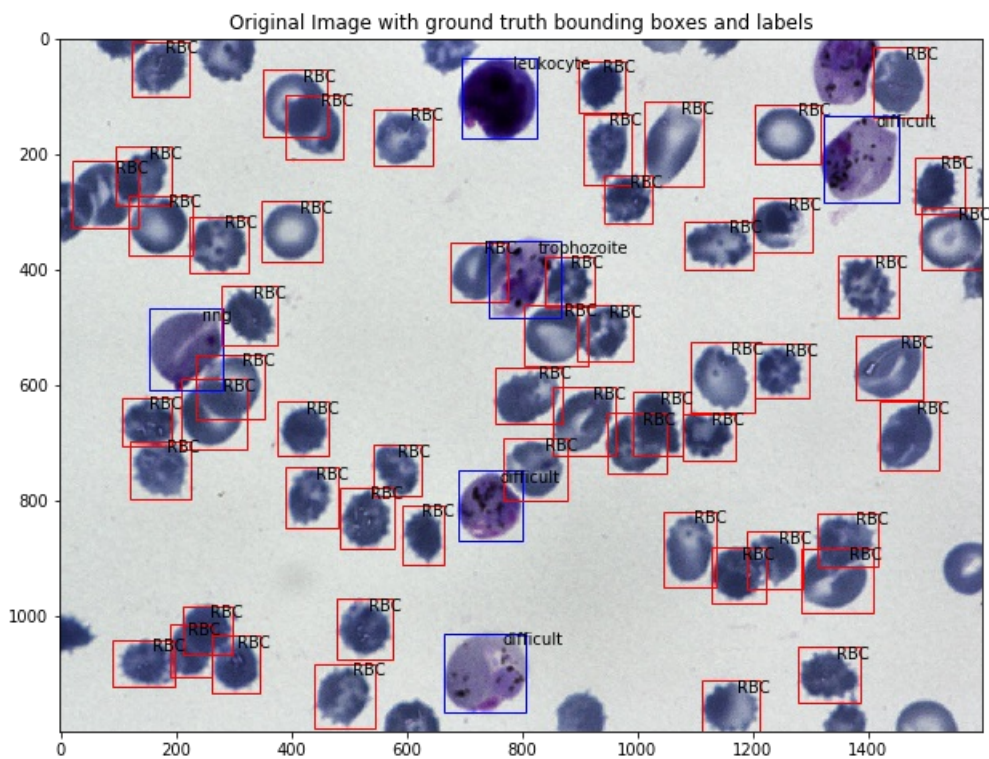 Original Image with ground truth bounding boxes and labels
0
RBC
RBC
leukocyte
RBC
RBC
RBC
RBC
RBC
RBC
difficult
RBC
200
RBC
RBC
RBC
RBC
RBC
RBC
RBC
RBC
RBC
RBC
RBC
RBC
trophozoite
RBC
400
RBC
RBC
RBC
ring
RBC
RBC
RBC
RBC
RBC
600
RBC
RBC
RBC
RBC
RBC
RBC
RBC
RBC
RBC
RBC
RBC
RBC
difficult
RBC
800
RBC
RBC
RBC
RBC
RBC
RBC
RBC
1000
RBC
RBC
difficult
RBC
RBC
RBC
RBC
RBC
0 200 400 600 800 1000 1200 1400